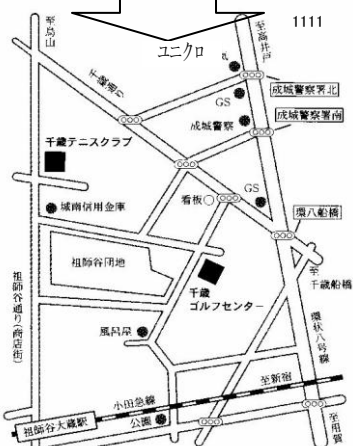 1111
至烏山
ユニクロ
至高井戸
千歳通り
GS
成城警察署北
成城警察
成城警察署南
千歳テニスクラブ
看板
GS
城南信用金庫
環八船橋
祖師谷団地
至
千歳船橋
千歳
ゴルフセンター
祖師谷通り(商店街)
環状八号線
風呂屋
小田急線
至新宿
祖師谷大蔵駅
公園
至用賀